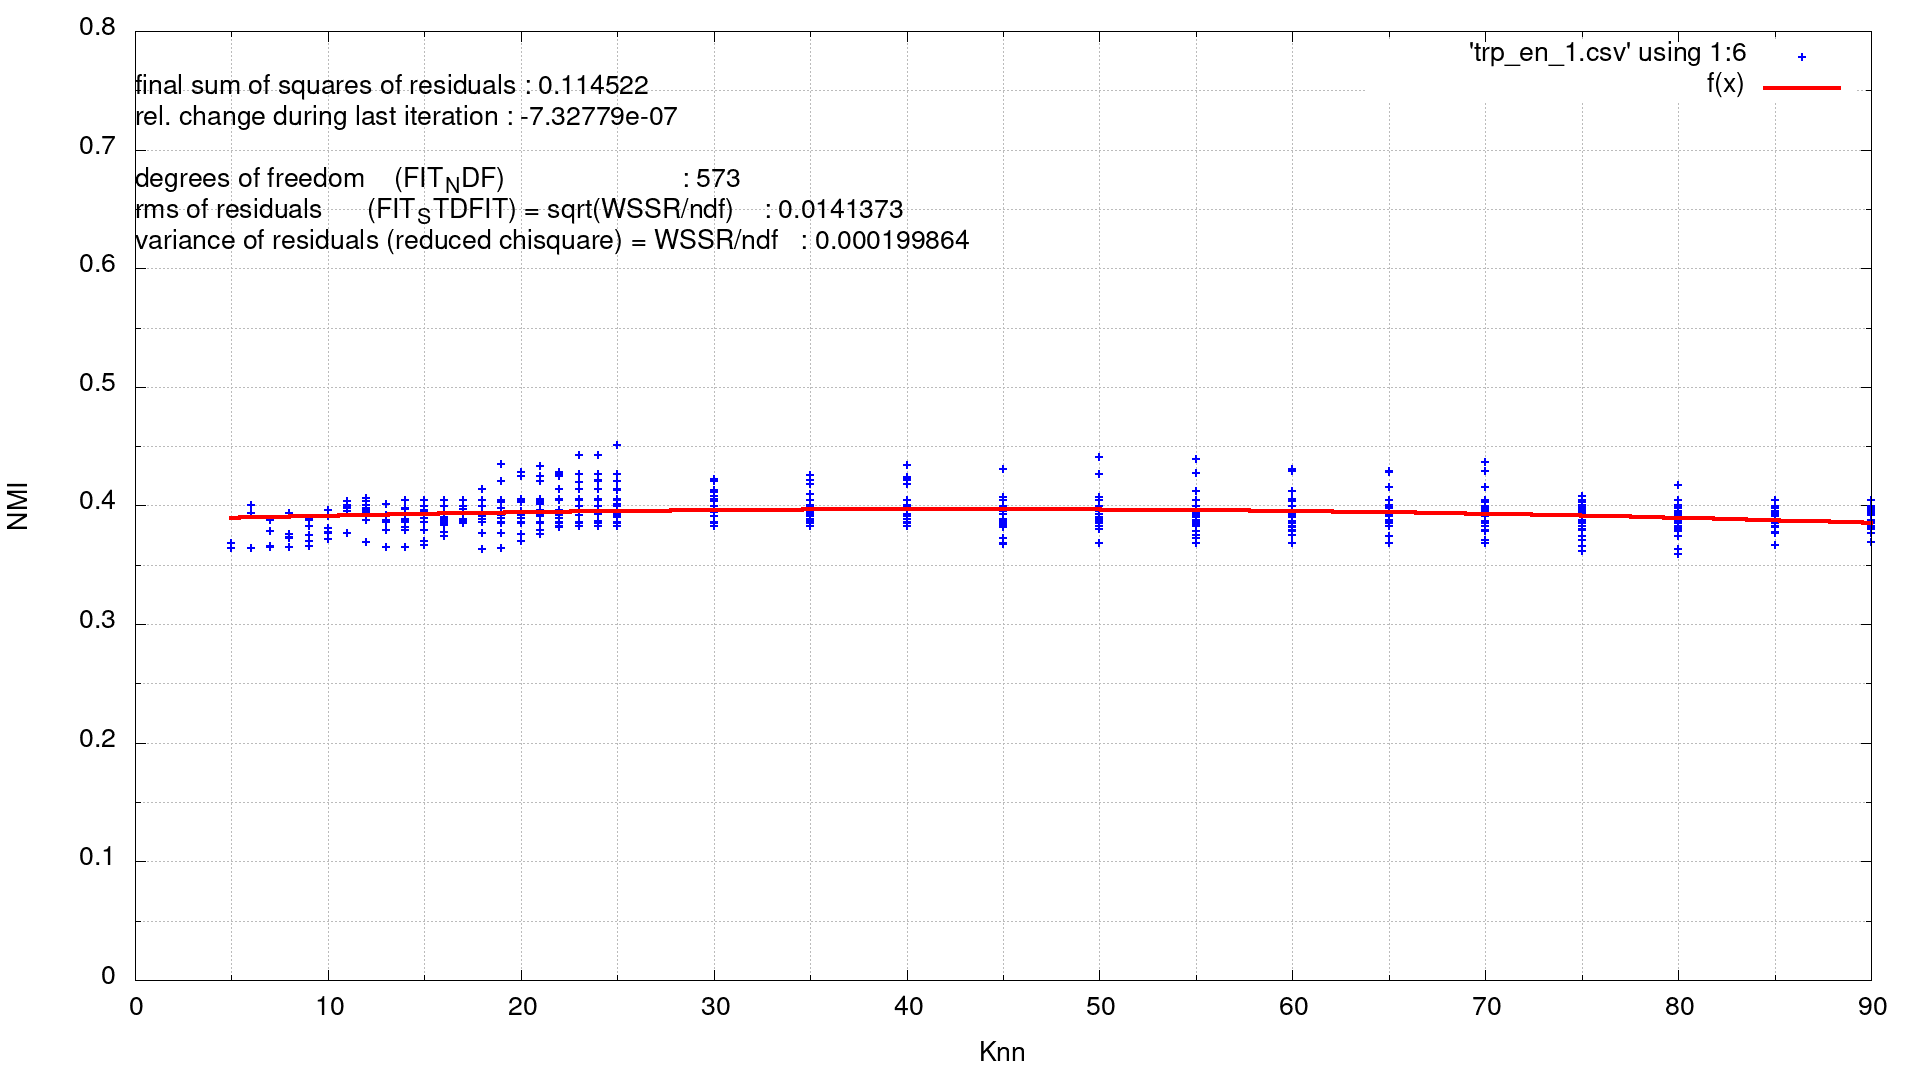 0.8
'trp_en_1.csv' using 1:6
f(x)
final sum of squares of residuals : 0.114522
rel. change during last iteration : -7.32779e-07
0.7
degrees of freedom (FITNDF) : 573
rms of residuals (FITSTDFIT) = sqrt(WSSR/ndf) : 0.0141373
variance of residuals (reduced chisquare) = WSSR/ndf : 0.000199864
0.6
0.5
0.4
NMI
0.3
0.2
0.1
0
0 10 20 30 40 50 60 70 80 90
Knn